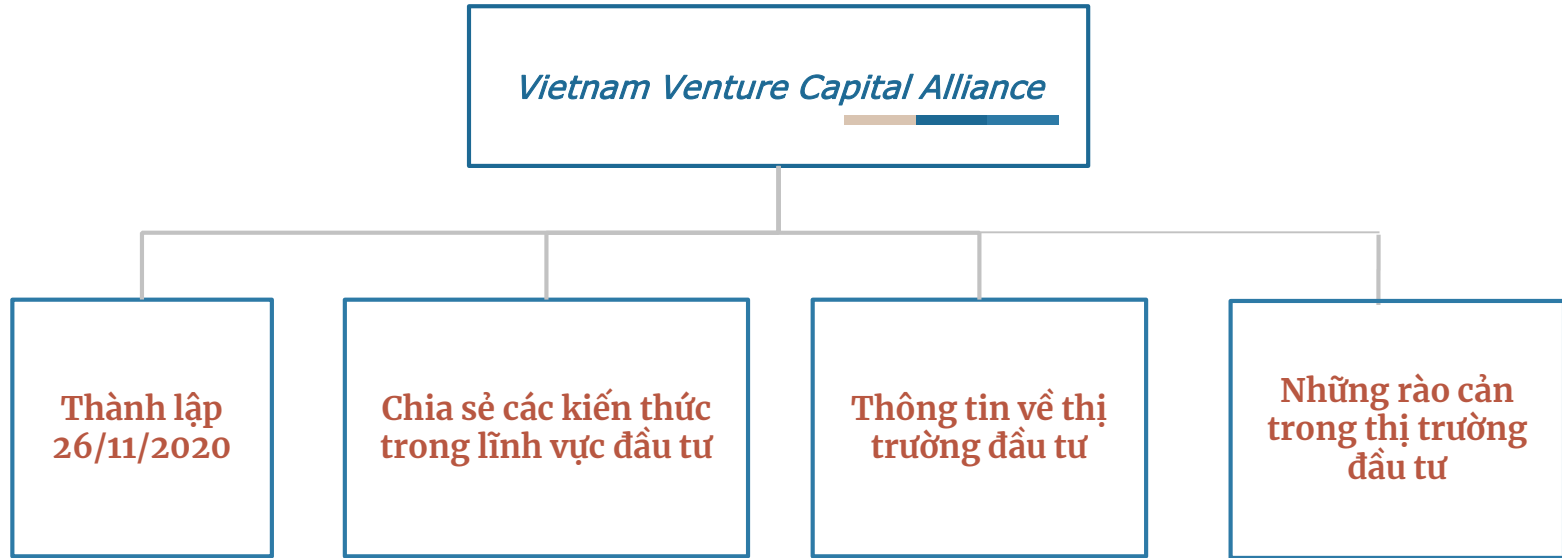 Vietnam Venture Capital Alliance
Thành lập
26/11/2020
Chia sẻ các kiến thức
trong lĩnh vực đầu tư
Thông tin về thị
trường đầu tư
Những rào cản
trong thị trường
đầu tư